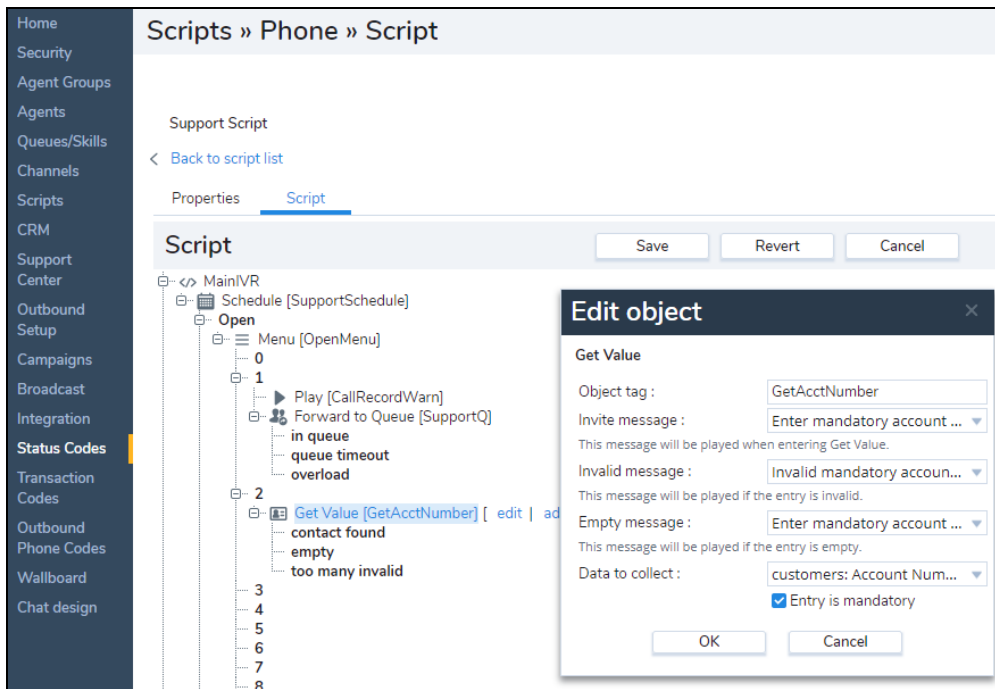 Home
Security
Agent Groups
Agents
Queues/Skills
Channels
Scripts
CRM
Support
Center
Outbound
Setup
Campaigns
Broadcast
Integration
Status Codes
Transaction
Codes
Outbound
Phone Codes
Wallboard
Chat design
Scripts » Phone » Script
Support Script
< Back to script list
Properties Script
Script
Save Revert Cancel
</> MainIVR
Schedule [SupportSchedule]
Open
Menu [OpenMenu]
0
1
Play [CallRecordWarn]
Forward to Queue [SupportQ]
in queue
queue timeout
overload
2
Get Value [GetAcctNumber] [ edit | ad
contact found
empty
too many invalid
3
4
5
6
7
8
Edit object ×
Get Value
Object tag : GetAcctNumber
Invite message : Enter mandatory account ...
This message will be played when entering Get Value.
Invalid message : Invalid mandatory accoun...
This message will be played if the entry is invalid.
Empty message : Enter mandatory account ...
This message will be played if the entry is empty.
Data to collect : customers: Account Num...
Entry is mandatory
OK Cancel